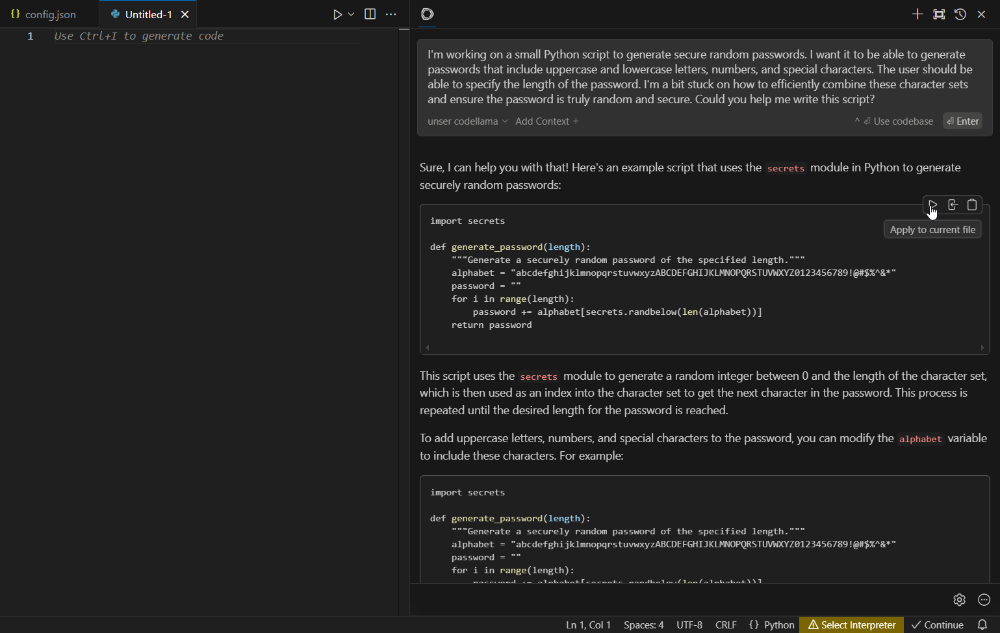 {} config.json
Untitled-1
1 Use Ctrl+I to generate code
I'm working on a small Python script to generate secure random passwords. I want it to be able to generate
passwords that include uppercase and lowercase letters, numbers, and special characters. The user should be
able to specify the length of the password. I'm a bit stuck on how to efficiently combine these character sets
and ensure the password is truly random and secure. Could you help me write this script?
unser codellama Add Context + ^ ⏎ Use codebase ⏎ Enter
Sure, I can help you with that! Here's an example script that uses the secrets module in Python to generate
securely random passwords:
Apply to current file
import secrets
def generate_password(length):
"""Generate a securely random password of the specified length."""
alphabet = "abcdefghijklmnopqrstuvwxyzABCDEFGHIJKLMNOPQRSTUVWXYZ0123456789!@#$%^&*"
password = ""
for i in range(length):
password += alphabet[secrets.randbelow(len(alphabet))]
return password
This script uses the secrets module to generate a random integer between 0 and the length of the character set,
which is then used as an index into the character set to get the next character in the password. This process is
repeated until the desired length for the password is reached.
To add uppercase letters, numbers, and special characters to the password, you can modify the alphabet variable
to include these characters. For example:
import secrets
def generate_password(length):
"""Generate a securely random password of the specified length."""
alphabet = "abcdefghijklmnopqrstuvwxyzABCDEFGHIJKLMNOPQRSTUVWXYZ0123456789!@#$%^&*"
password = ""
for i in range(length):
password += alphabet[secrets.randbelow(len(alphabet))]
Ln 1, Col 1 Spaces: 4 UTF-8 CRLF {} Python Select Interpreter Continue